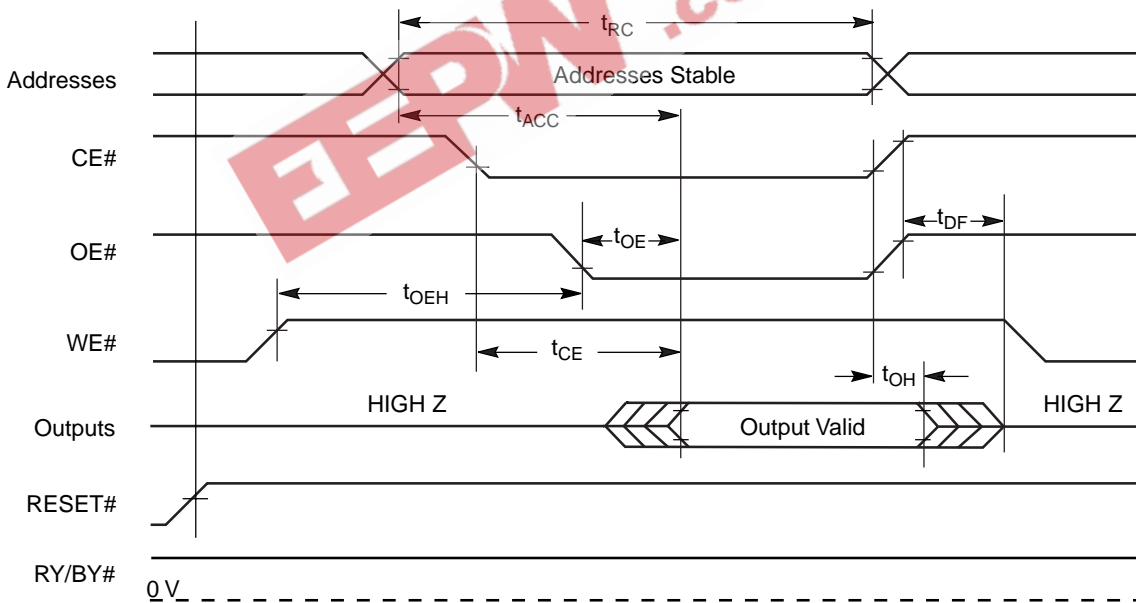 tRC
Addresses
Addresses Stable
tACC
CE#
tDF
OE#
tOE
tOEH
WE#
tCE
tOH
HIGH Z
HIGH Z
Outputs
Output Valid
RESET#
RY/BY#
0 V
EEPW